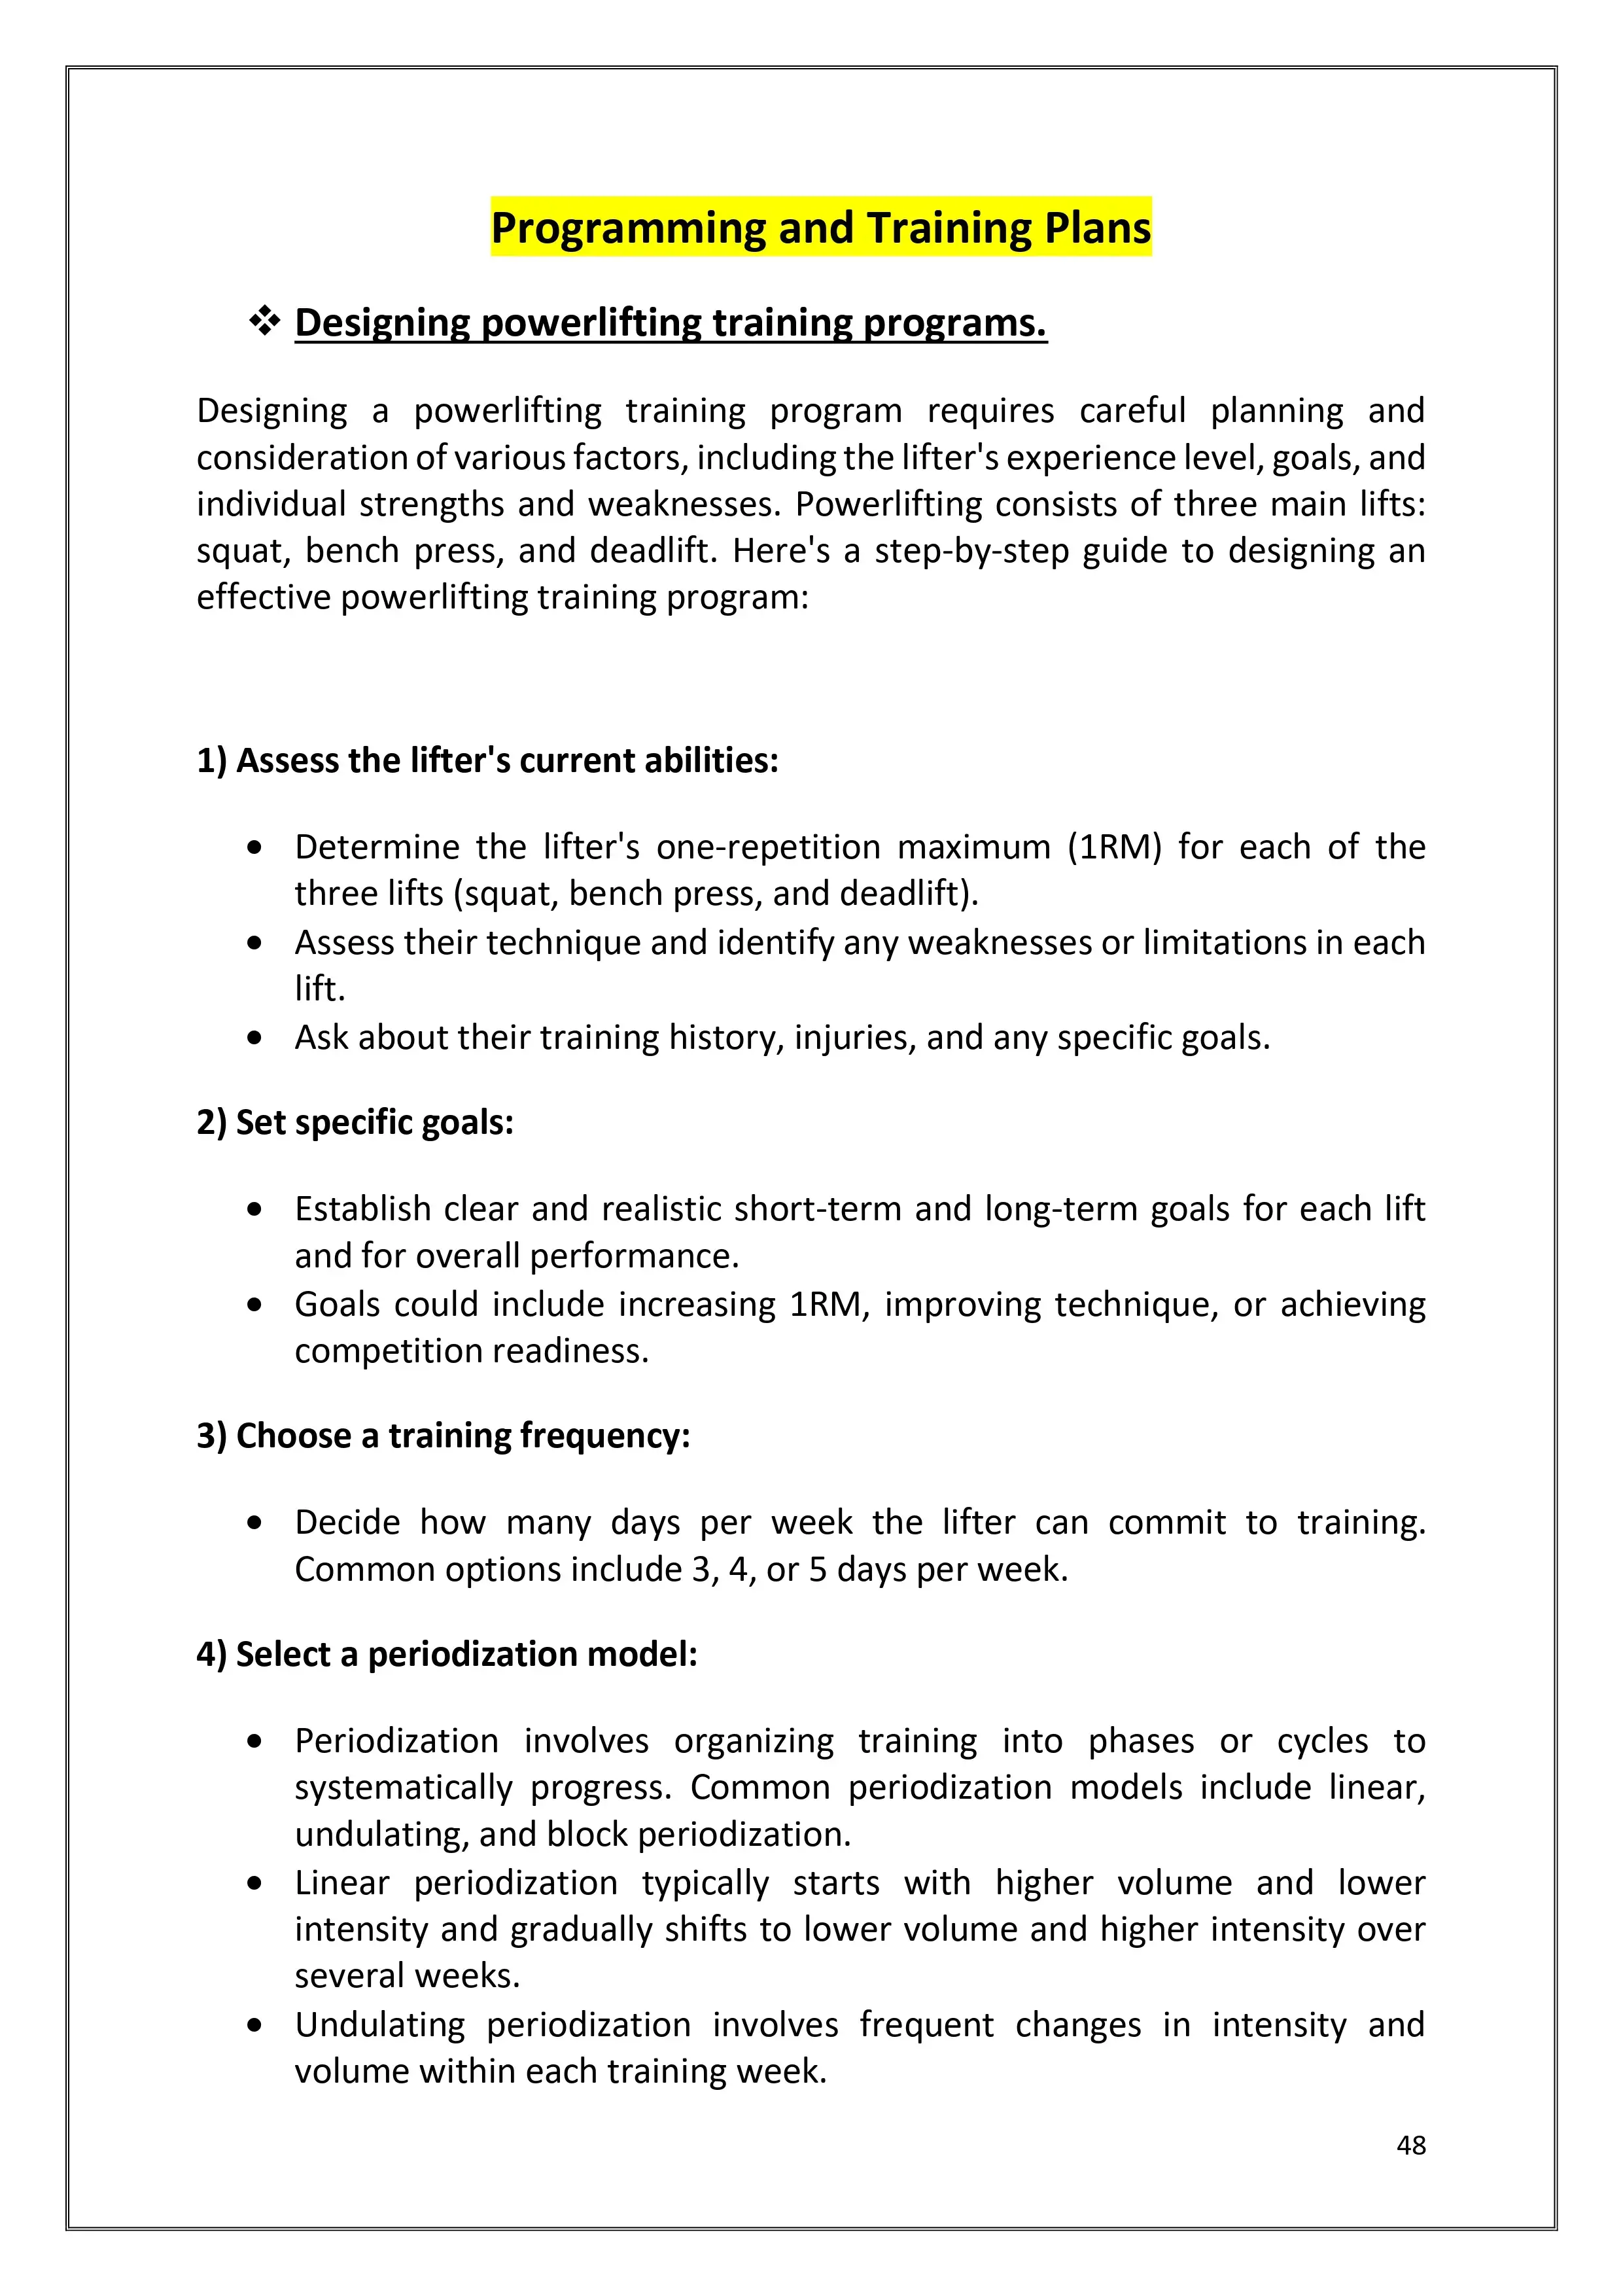 Programming and Training Plans
❖ Designing powerlifting training programs.
Designing a powerlifting training program requires careful planning and
consideration of various factors, including the lifter's experience level, goals, and
individual strengths and weaknesses. Powerlifting consists of three main lifts:
squat, bench press, and deadlift. Here's a step-by-step guide to designing an
effective powerlifting training program:
1) Assess the lifter's current abilities:
• Determine the lifter's one-repetition maximum (1RM) for each of the
three lifts (squat, bench press, and deadlift).
• Assess their technique and identify any weaknesses or limitations in each
lift.
• Ask about their training history, injuries, and any specific goals.
2) Set specific goals:
• Establish clear and realistic short-term and long-term goals for each lift
and for overall performance.
• Goals could include increasing 1RM, improving technique, or achieving
competition readiness.
3) Choose a training frequency:
• Decide how many days per week the lifter can commit to training.
Common options include 3, 4, or 5 days per week.
4) Select a periodization model:
• Periodization involves organizing training into phases or cycles to
systematically progress. Common periodization models include linear,
undulating, and block periodization.
• Linear periodization typically starts with higher volume and lower
intensity and gradually shifts to lower volume and higher intensity over
several weeks.
• Undulating periodization involves frequent changes in intensity and
volume within each training week.
48